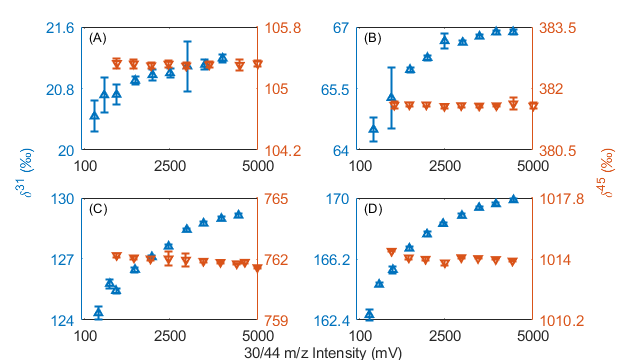 21.6 (A) 105.8 67 (B) 383.5
20.8 105 65.5 382
20 104.2 64 380.5
100 2500 5000 100 2500 5000
δ31 (‰) δ45 (‰)
130 (C) 765 170 (D) 1017.8
127 762 166.2 1014
124 759 162.4 1010.2
100 2500 5000 100 2500 5000
30/44 m/z Intensity (mV)